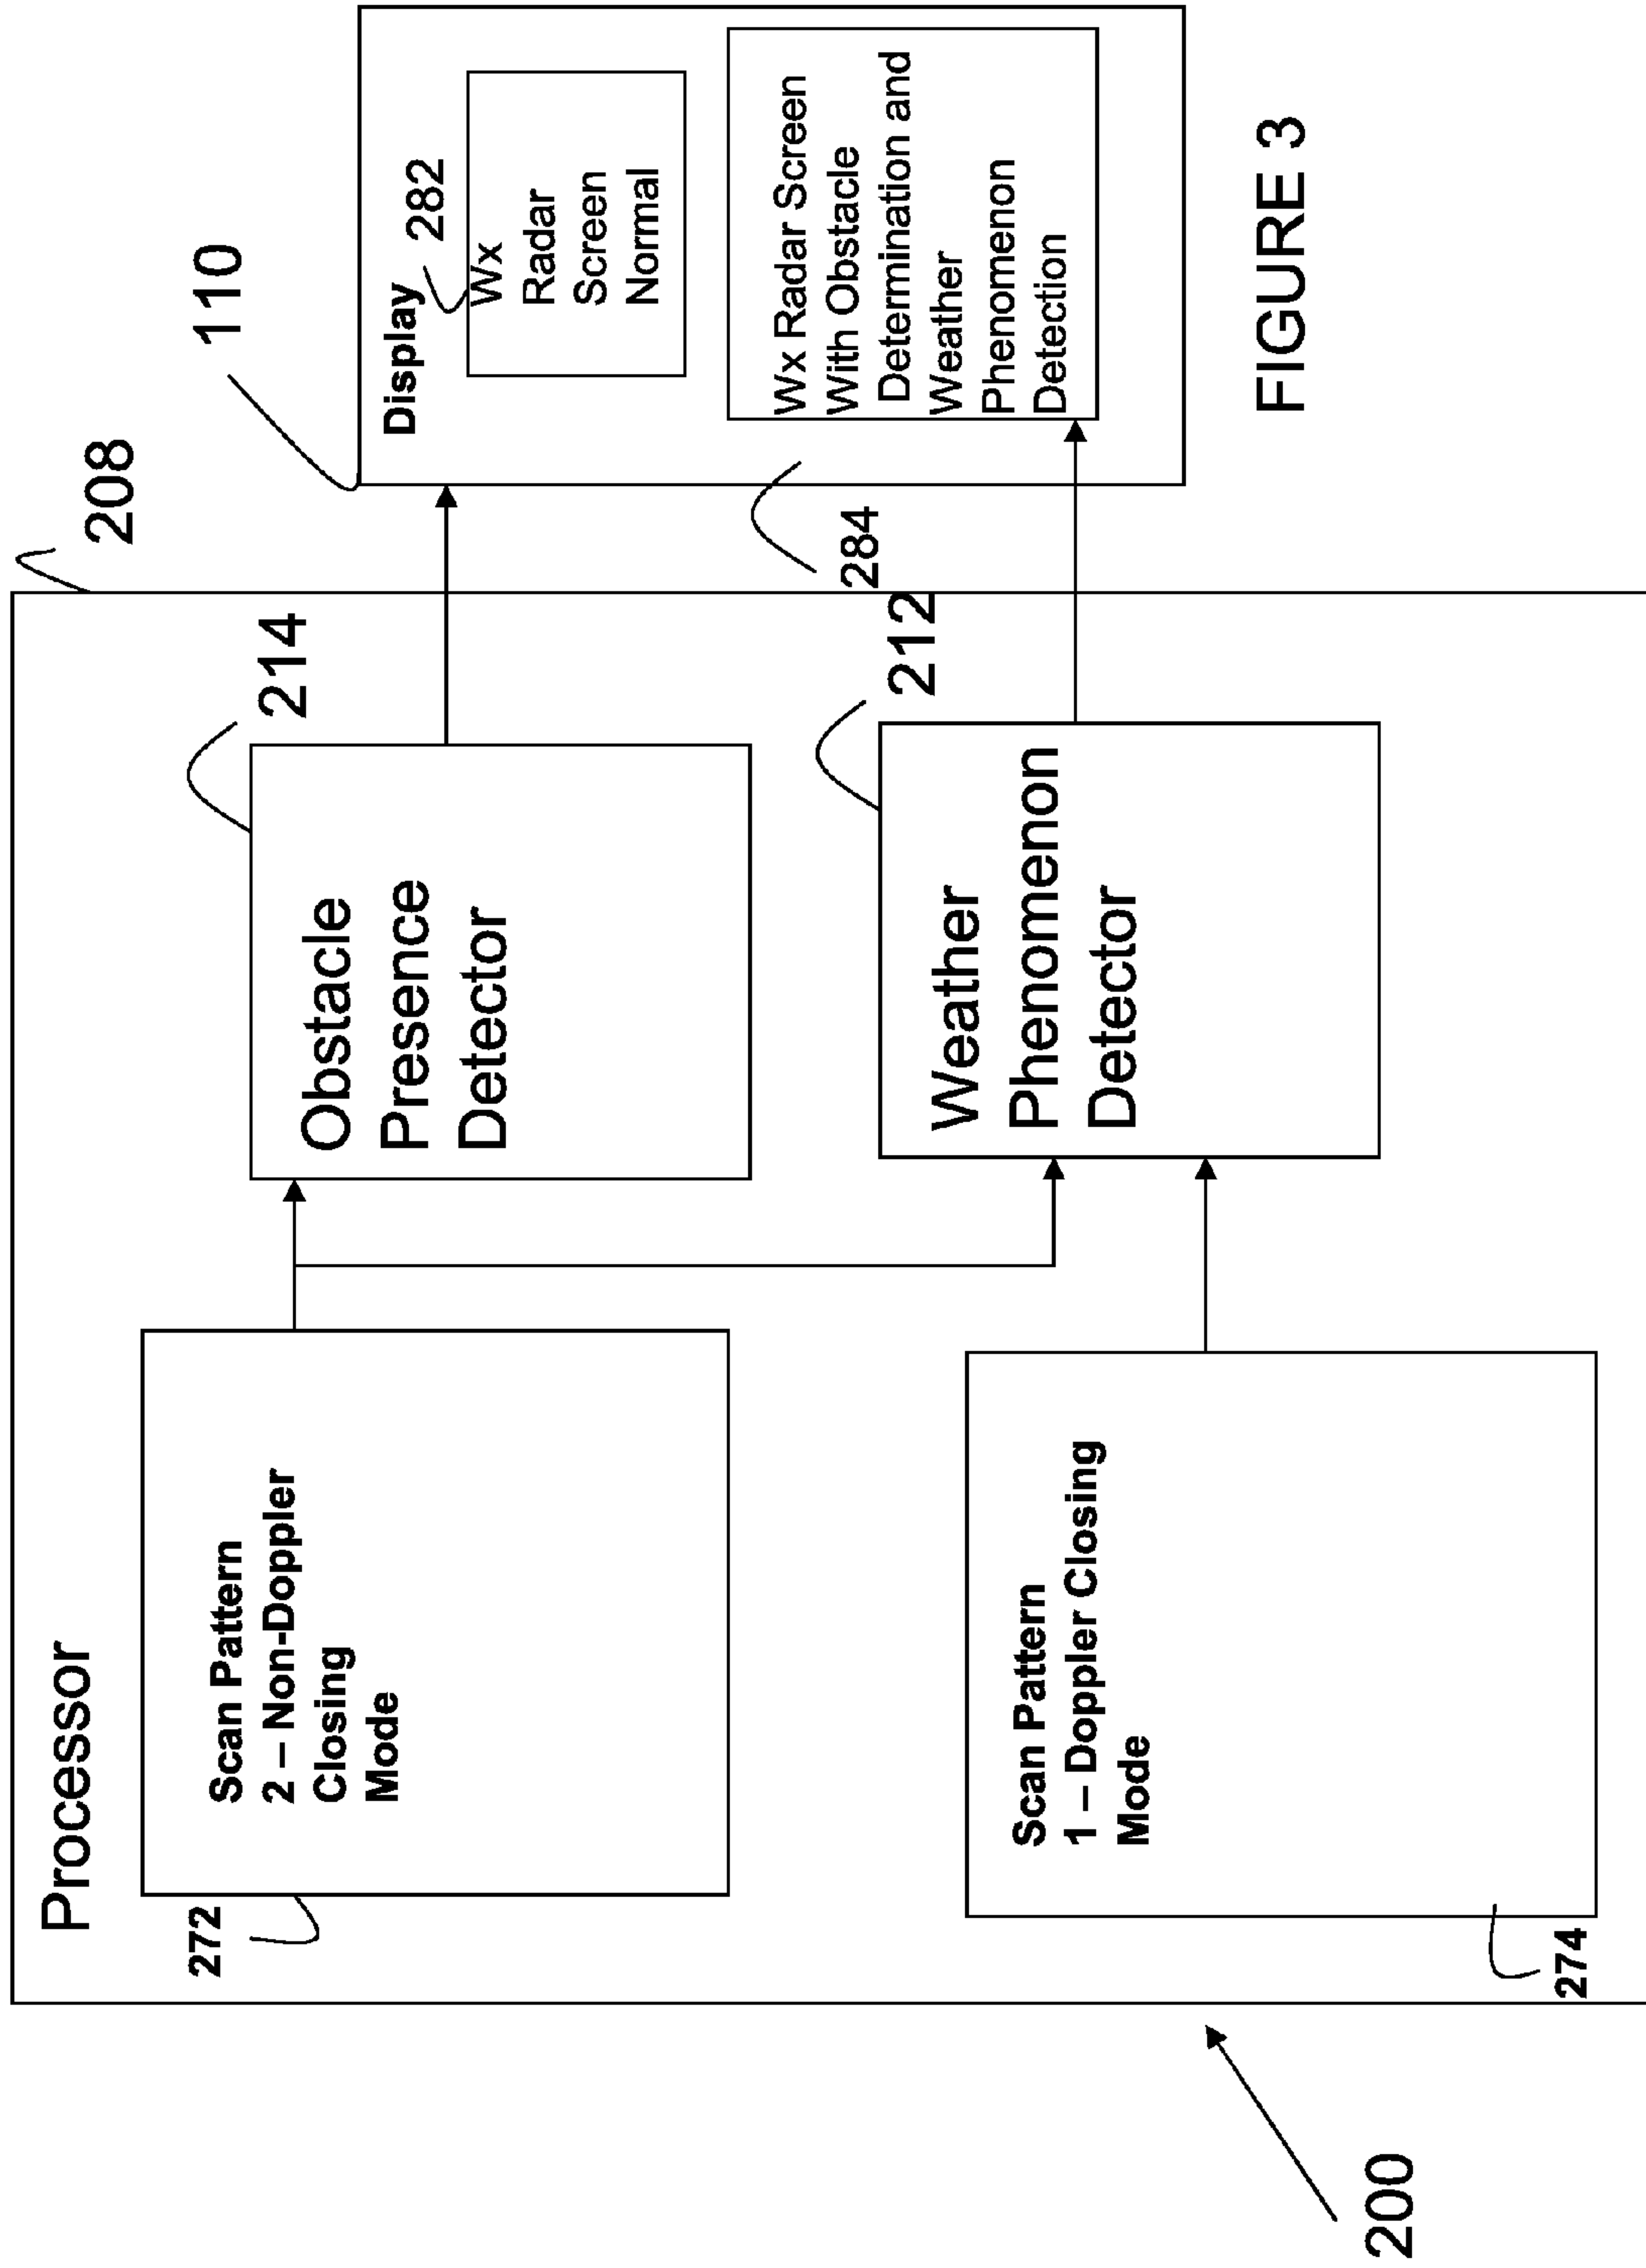 Processor
208
110
272
Scan Pattern
2 – Non-Doppler
Closing
Mode
214
Obstacle
Presence
Detector
Display
282
Wx
Radar
Screen
Normal
284
Wx Radar Screen
With Obstacle
Determination and
Weather
Phenomenon
Detection
212
Weather
Phenomenon
Detector
Scan Pattern
1 – Doppler Closing
Mode
274
200
FIGURE 3